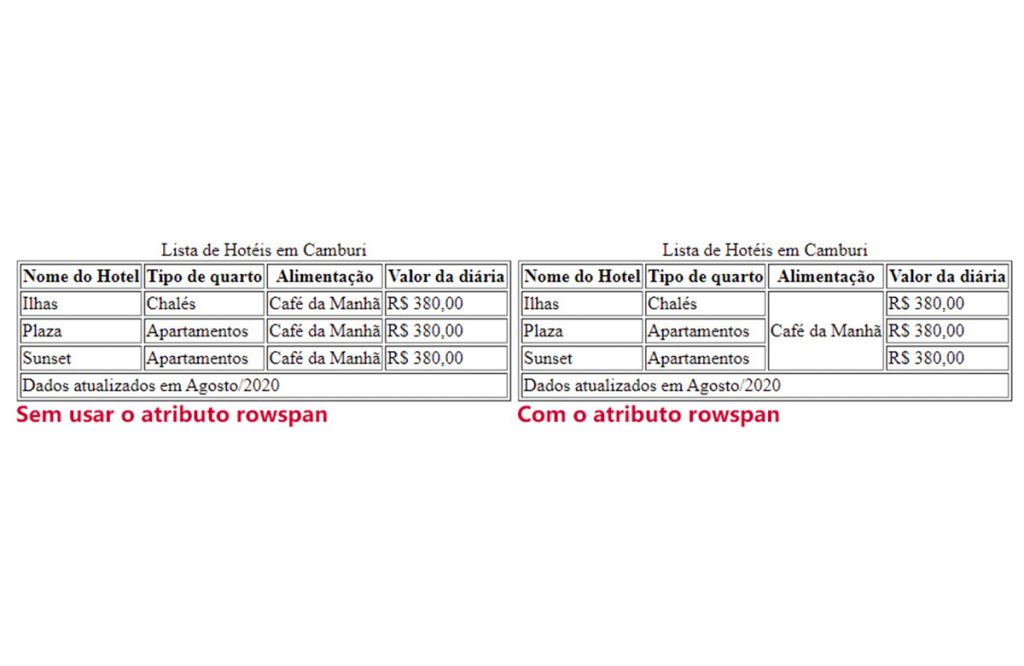 Lista de Hotéis em Camburi
Nome do Hotel Tipo de quarto Alimentação Valor da diária
Ilhas Chalés Café da Manhã R$ 380,00
Plaza Apartamentos Café da Manhã R$ 380,00
Sunset Apartamentos Café da Manhã R$ 380,00
Dados atualizados em Agosto/2020
Sem usar o atributo rowspan
Lista de Hotéis em Camburi
Nome do Hotel Tipo de quarto Alimentação Valor da diária
Ilhas Chalés R$ 380,00
Plaza Apartamentos Café da Manhã R$ 380,00
Sunset Apartamentos R$ 380,00
Dados atualizados em Agosto/2020
Com o atributo rowspan